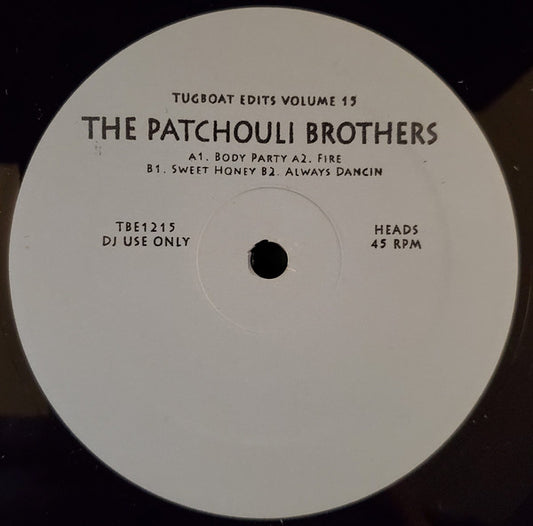 TUGBOAT EDITS VOLUME 15
THE PATCHOULI BROTHERS
A1. BODY PARTY A2. FIRE
B1. SWEET HONEY B2. ALWAYS DANCIN
TBE1215
DJ USE ONLY
HEADS
45 RPM